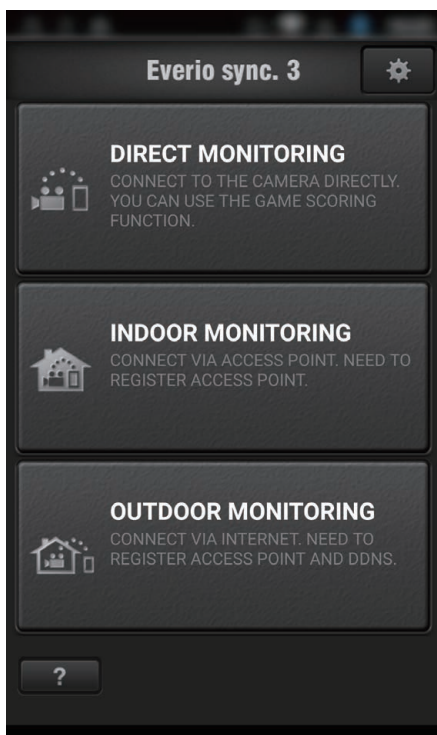 Everio sync. 3
DIRECT MONITORING
CONNECT TO THE CAMERA DIRECTLY.
YOU CAN USE THE GAME SCORING
FUNCTION.
INDOOR MONITORING
CONNECT VIA ACCESS POINT. NEED TO
REGISTER ACCESS POINT.
OUTDOOR MONITORING
CONNECT VIA INTERNET. NEED TO
REGISTER ACCESS POINT AND DDNS.
?